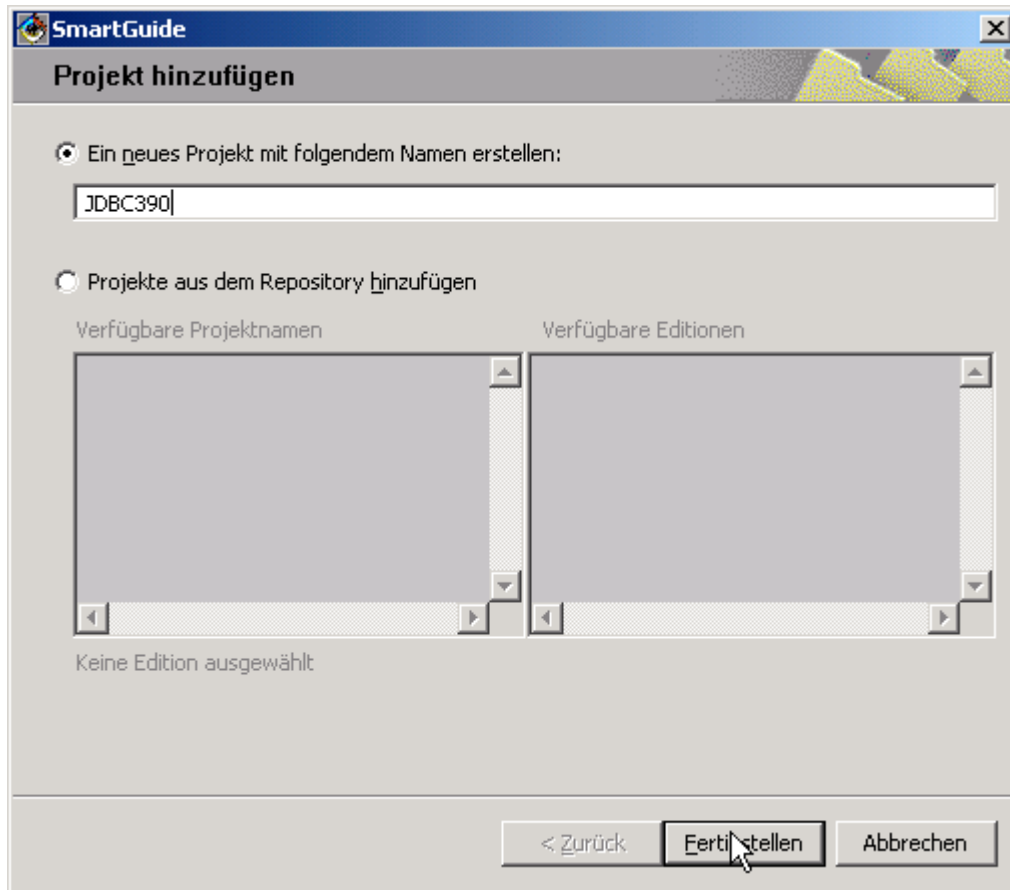 SmartGuide
Projekt hinzufügen
Ein neues Projekt mit folgendem Namen erstellen:
JDBC390
Projekte aus dem Repository hinzufügen
Verfügbare Projektnamen Verfügbare Editionen
Keine Edition ausgewählt
< Zurück Fertigstellen Abbrechen